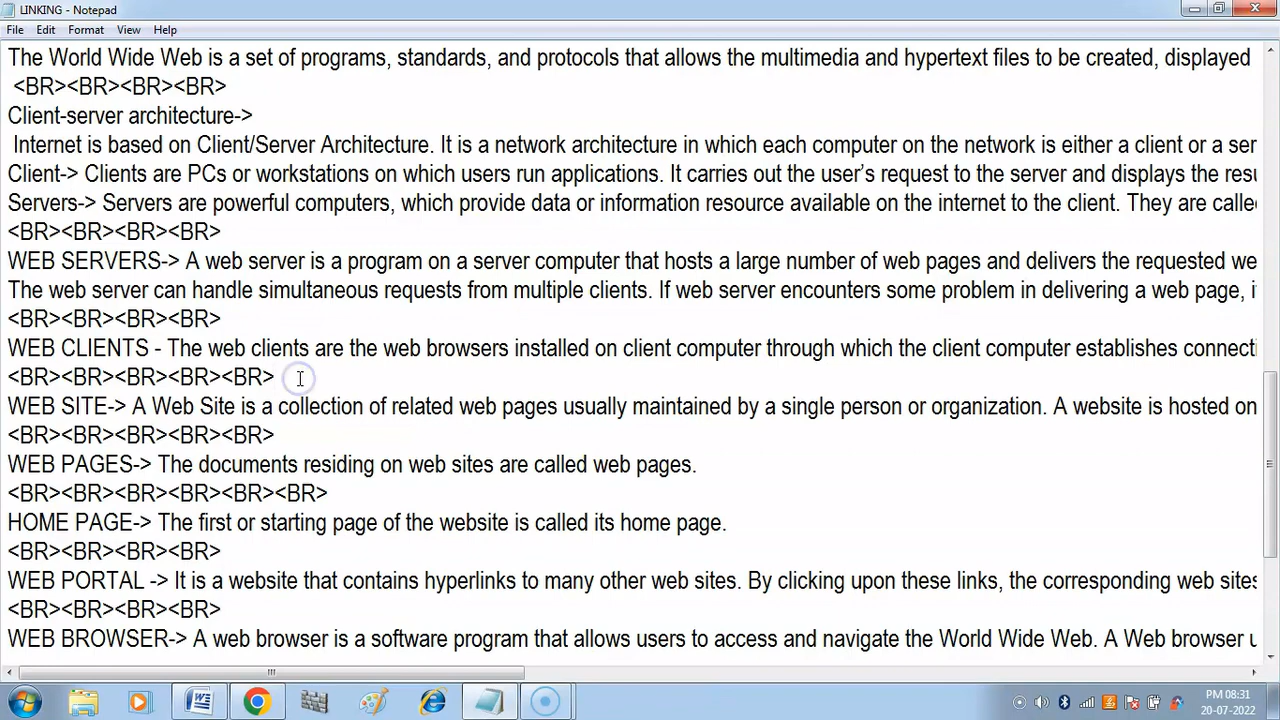 LINKING - Notepad
File Edit Format View Help
The World Wide Web is a set of programs, standards, and protocols that allows the multimedia and hypertext files to be created, displayed
<BR><BR><BR><BR>
Client-server architecture->
Internet is based on Client/Server Architecture. It is a network architecture in which each computer on the network is either a client or a ser
Client-> Clients are PCs or workstations on which users run applications. It carries out the user's request to the server and displays the resu
Servers-> Servers are powerful computers, which provide data or information resource available on the internet to the client. They are calle
<BR><BR><BR><BR>
WEB SERVERS-> A web server is a program on a server computer that hosts a large number of web pages and delivers the requested we
The web server can handle simultaneous requests from multiple clients. If web server encounters some problem in delivering a web page, i
<BR><BR><BR><BR>
WEB CLIENTS - The web clients are the web browsers installed on client computer through which the client computer establishes connecti
<BR><BR><BR><BR><BR>
WEB SITE-> A Web Site is a collection of related web pages usually maintained by a single person or organization. A website is hosted on
<BR><BR><BR><BR><BR>
WEB PAGES-> The documents residing on web sites are called web pages.
<BR><BR><BR><BR><BR><BR>
HOME PAGE-> The first or starting page of the website is called its home page.
<BR><BR><BR><BR>
WEB PORTAL -> It is a website that contains hyperlinks to many other web sites. By clicking upon these links, the corresponding web sites
<BR><BR><BR><BR>
WEB BROWSER-> A web browser is a software program that allows users to access and navigate the World Wide Web. A Web browser u
PM 08:31
20-07-2022